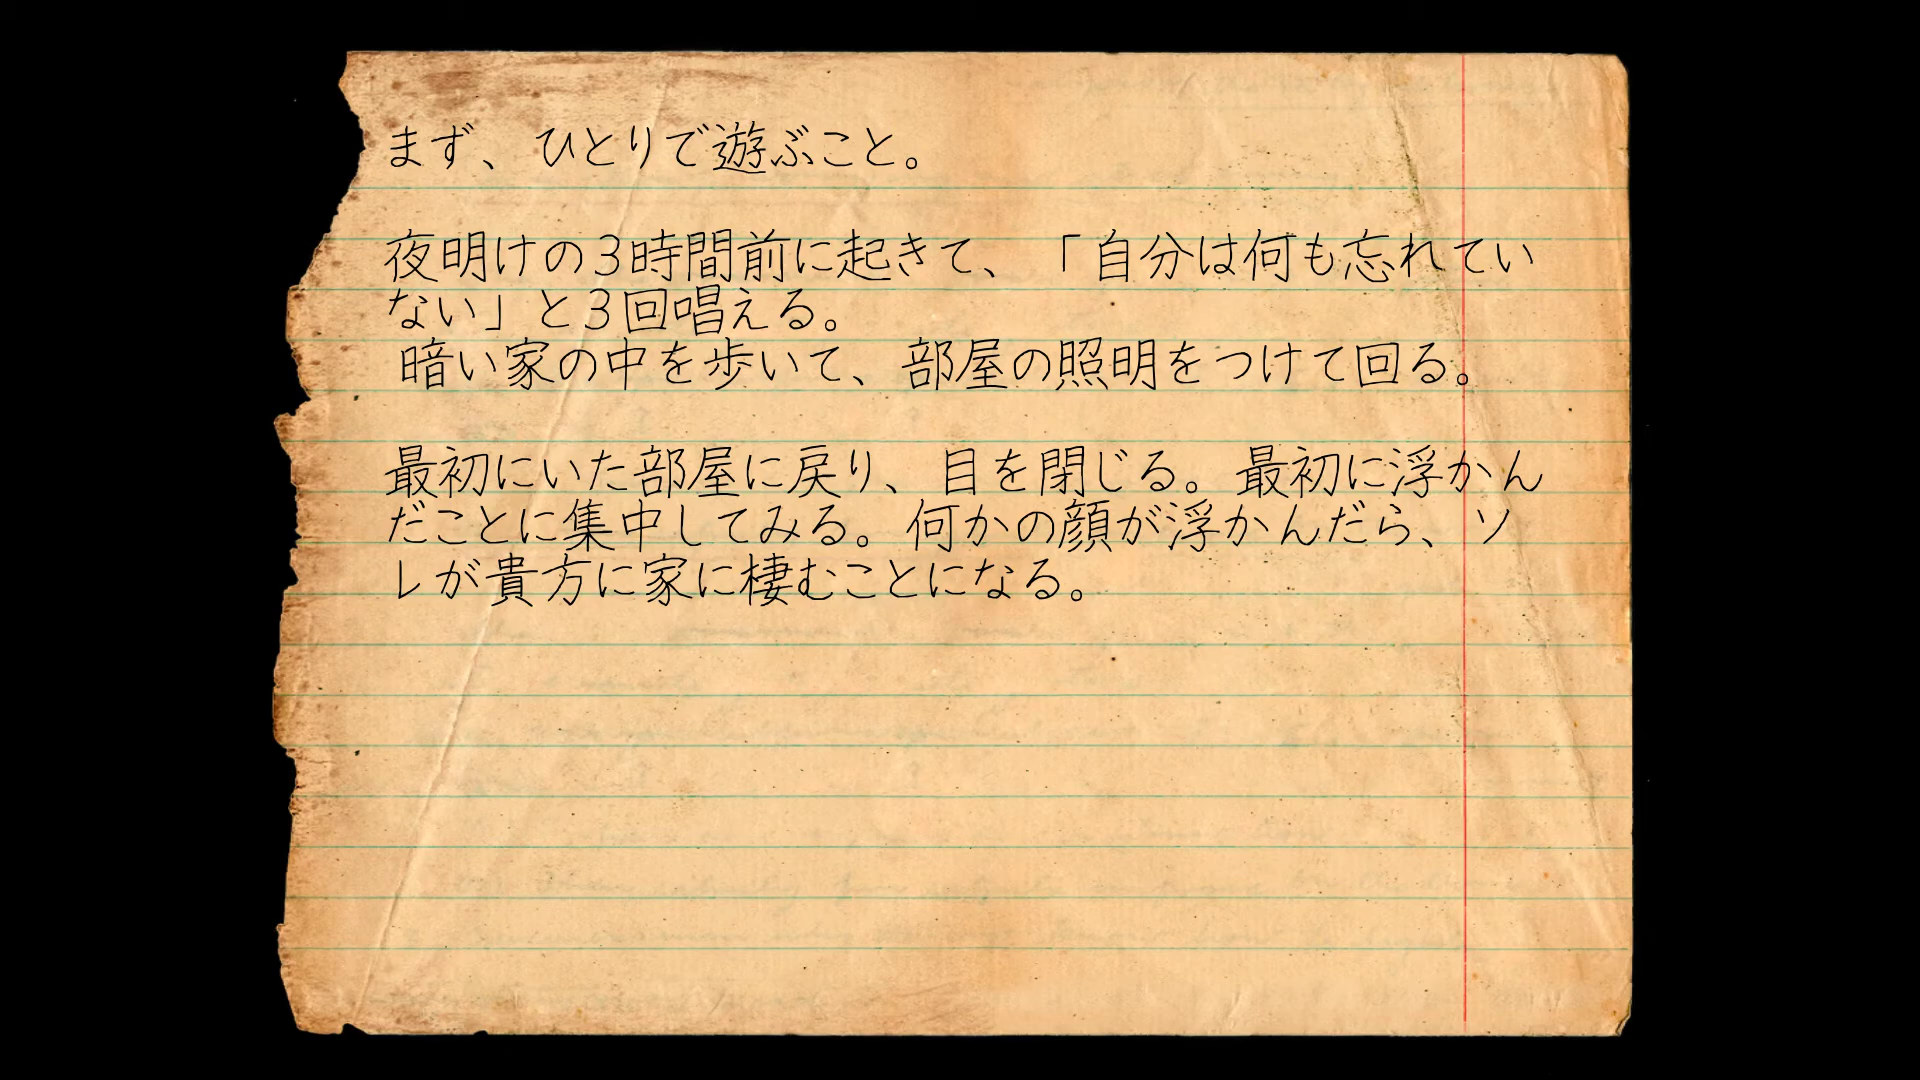 まず、ひとりで遊ぶこと。
夜明けの３時間前に起きて、「自分は何も忘れてい
ない」と３回唱える。
暗い家の中を歩いて、部屋の照明をつけて回る。
最初にいた部屋に戻り、目を閉じる。最初に浮かん
だことに集中してみる。何かの顔が浮かんだら、ソ
レが貴方に家に棲むことになる。